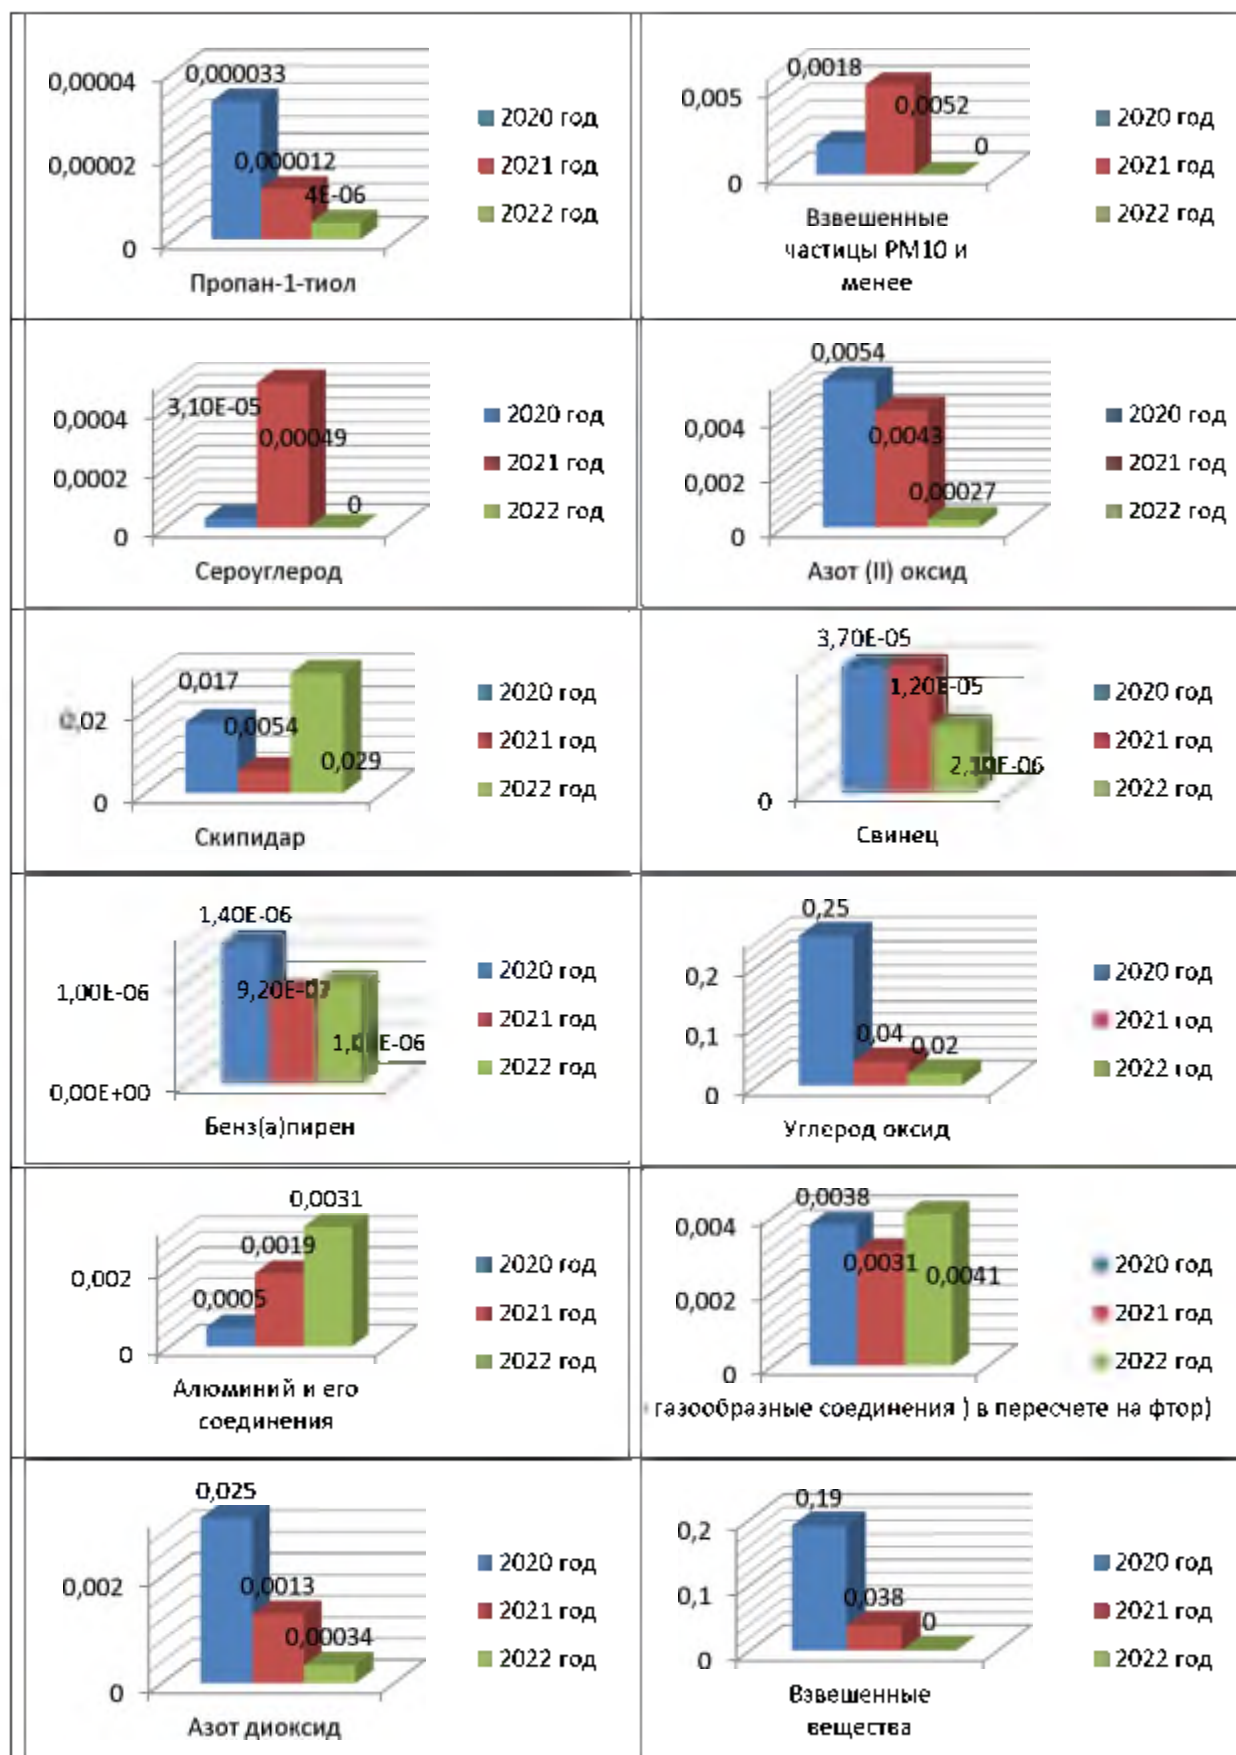 0,00004
0,00002
0
0,000033
0,000012
4E-06
Пропан-1-тиол
2020 год
2021 год
2022 год
0,005
0
0,0018
0,0052
0
Взвешенные
частицы РМ10 и
менее
2020 год
2021 год
2022 год
0,0004
0,0002
0
3,10E-05
0,00049
0
Сероуглерод
2020 год
2021 год
2022 год
0,004
0,002
0
0,0054
0,0043
0,00027
Азот (II) оксид
2020 год
2021 год
2022 год
0,02
0
0,017
0,0054
0,029
Скипидар
2020 год
2021 год
2022 год
0
3,70E-05
1,20E-05
Свинец
2020 год
2021 год
2022 год
1,00E-06
0,00E+00
1,40E-06
9,20E-07
Бенз(а)пирен
2020 год
2021 год
2022 год
0,2
0,1
0
0,25
0,04
0,02
Углерод оксид
2020 год
2021 год
2022 год
0,002
0
0,0005
0,0019
0,0031
Алюминий и его
соединения
2020 год
2021 год
2022 год
0,004
0,002
0
0,0038
0,0031
0,0041
газообразные соединения ) в пересчете на фтор)
2020 год
2021 год
2022 год
0,002
0
0,025
0,0013
0,00034
Азот диоксид
2020 год
2021 год
2022 год
0,2
0,1
0
0,19
0,038
0
Взвешенные
вещества
2020 год
2021 год
2022 год